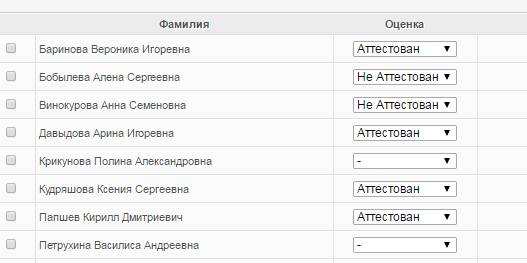 Фамилия Оценка
Баринова Вероника Игоревна Аттестован
Бобылева Алена Сергеевна Не Аттестован
Винокурова Анна Семеновна Не Аттестован
Давыдова Арина Игоревна Аттестован
Крикунова Полина Александровна -
Кудряшова Ксения Сергеевна Аттестован
Папшев Кирилл Дмитриевич Аттестован
Петрухина Василиса Андреевна -